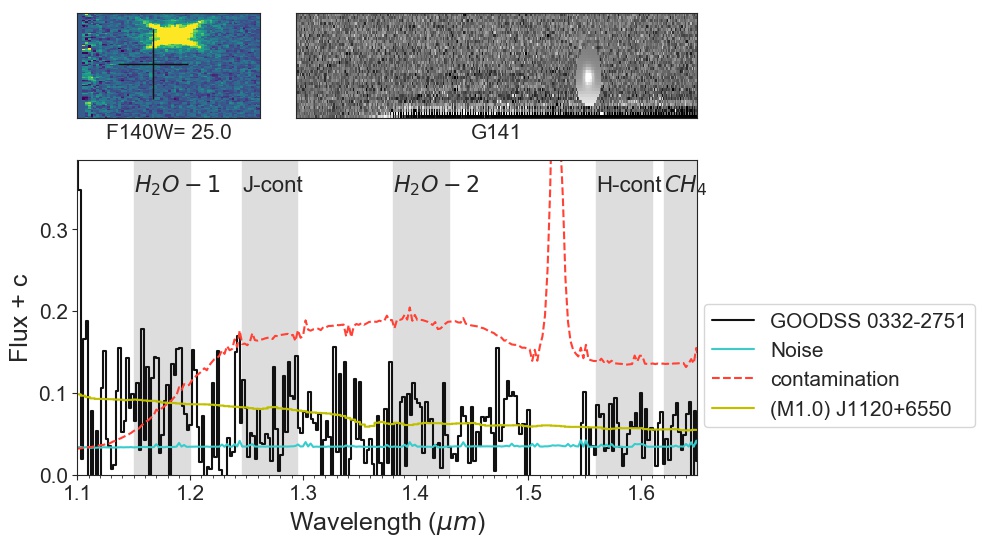 F140W= 25.0
G141
H₂O − 1
J-cont
H₂O − 2
H-cont
CH₄
Flux + c
0.3
0.2
0.1
0.0
1.1
1.2
1.3
1.4
1.5
1.6
Wavelength (μm)
GOODSS 0332-2751
Noise
contamination
(M1.0) J1120+6550